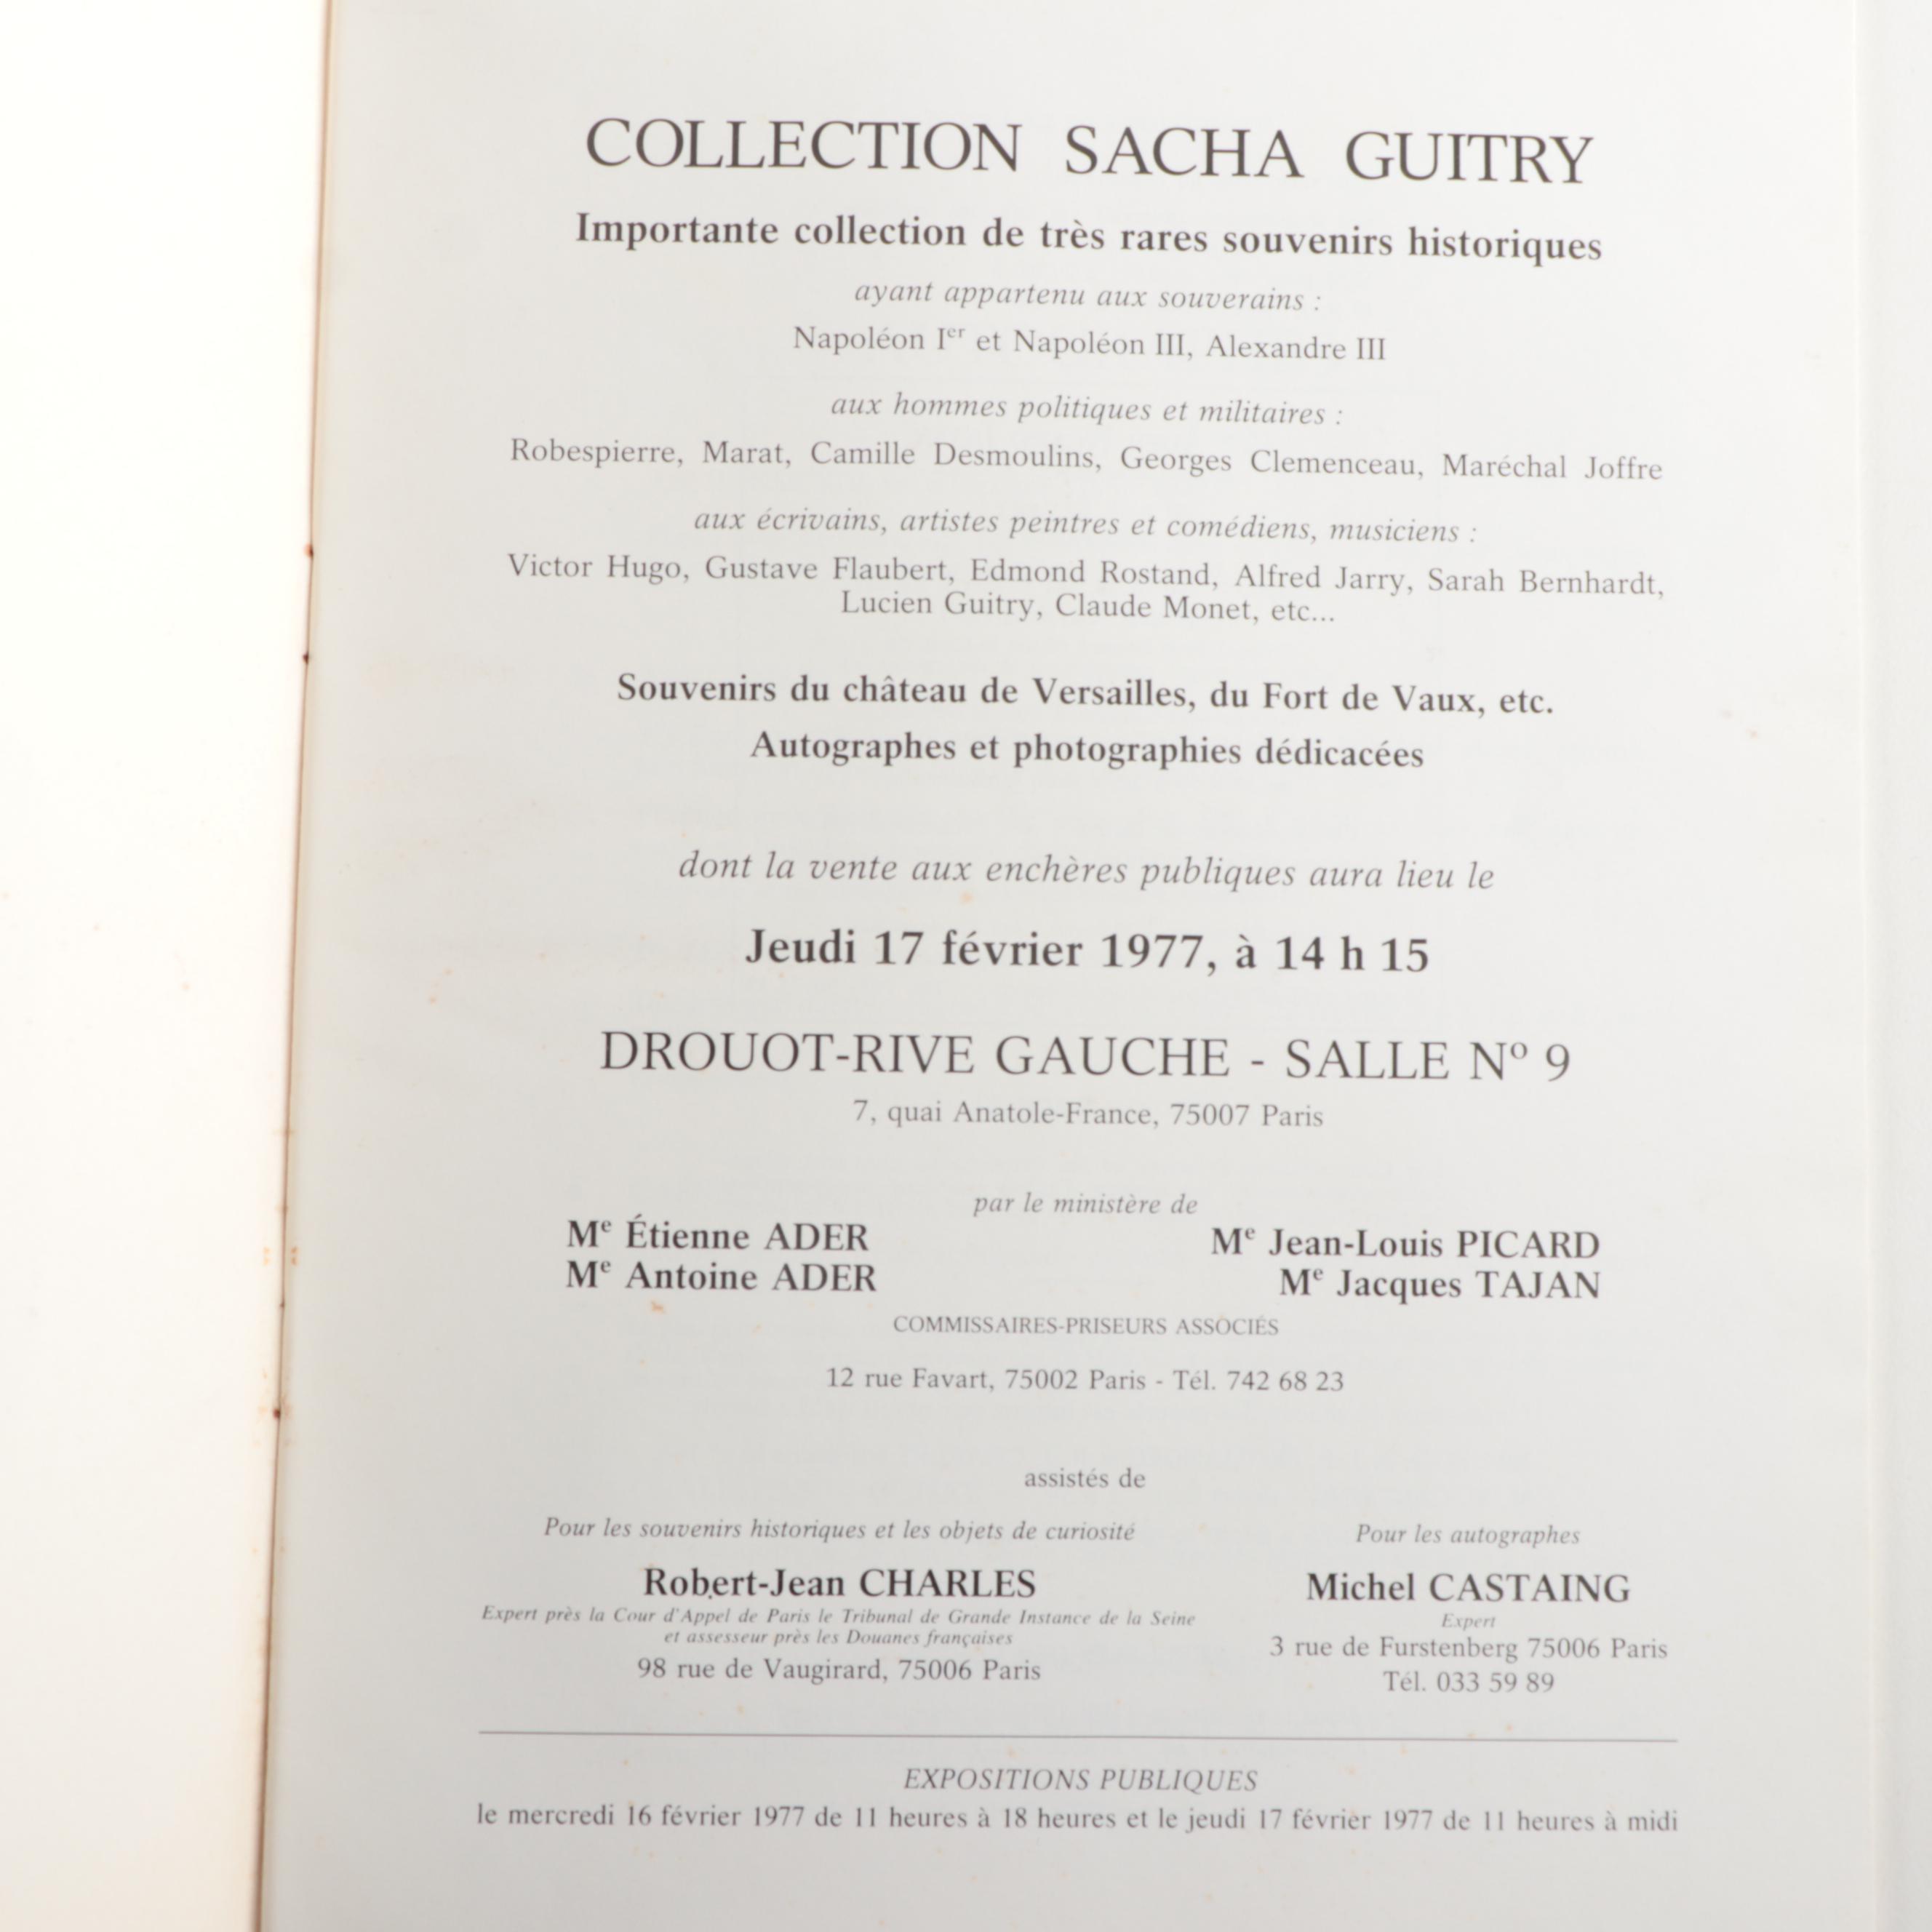 COLLECTION SACHA GUITRY
Importante collection de très rares souvenirs historiques
ayant appartenu aux souverains :
Napoléon Ier et Napoléon III, Alexandre III
aux hommes politiques et militaires :
Robespierre, Marat, Camille Desmoulins, Georges Clemenceau, Maréchal Joffre
aux écrivains, artistes peintres et comédiens, musiciens :
Victor Hugo, Gustave Flaubert, Edmond Rostand, Alfred Jarry, Sarah Bernhardt,
Lucien Guitry, Claude Monet, etc...
Souvenirs du château de Versailles, du Fort de Vaux, etc.
Autographes et photographies dédicacées
dont la vente aux enchères publiques aura lieu le
Jeudi 17 février 1977, à 14 h 15
DROUOT-RIVE GAUCHE - SALLE Nº 9
7, quai Anatole-France, 75007 Paris
par le ministère de
Me Étienne ADER Me Jean-Louis PICARD
Me Antoine ADER Me Jacques TAJAN
COMMISSAIRES-PRISEURS ASSOCIÉS
12 rue Favart, 75002 Paris - Tél. 742 68 23
assistés de
Pour les souvenirs historiques et les objets de curiosité
Robert-Jean CHARLES
Expert près la Cour d'Appel de Paris le Tribunal de Grande Instance de la Seine
et assesseur près les Douanes françaises
98 rue de Vaugirard, 75006 Paris
Pour les autographes
Michel CASTAING
Expert
3 rue de Furstenberg 75006 Paris
Tél. 033 59 89
EXPOSITIONS PUBLIQUES
le mercredi 16 février 1977 de 11 heures à 18 heures et le jeudi 17 février 1977 de 11 heures à midi